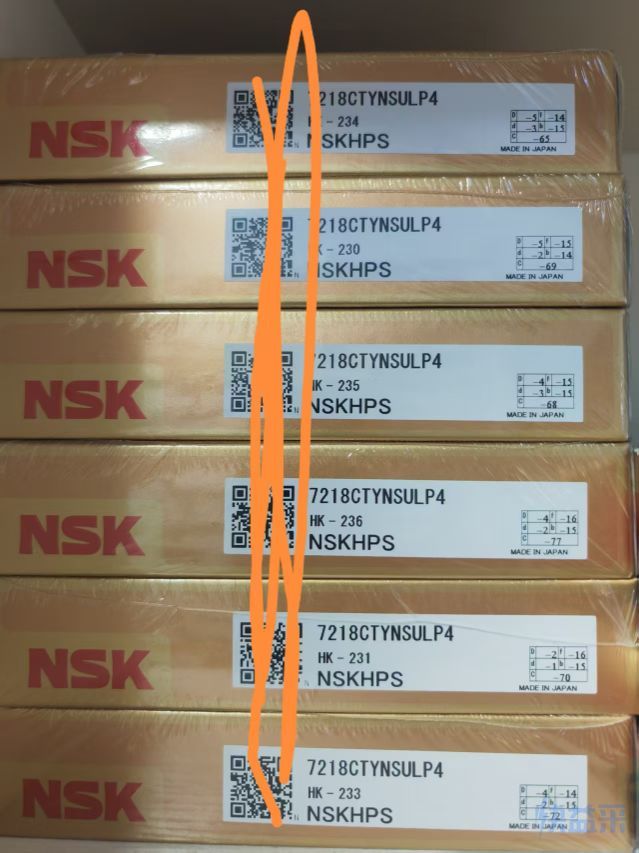 NSK
7218CTYNSULP4
HK - 234
NSKHPS
D -5 f -14
d -3 b -15
C -65
MADE IN JAPAN
NSK
7218CTYNSULP4
HK - 230
NSKHPS
D -5 f -15
d -2 b -14
C -69
MADE IN JAPAN
NSK
7218CTYNSULP4
HK - 235
NSKHPS
D -4 f -15
d -3 b -15
C -68
MADE IN JAPAN
NSK
7218CTYNSULP4
HK - 236
NSKHPS
D -4 f -16
d -2 b -15
C -77
MADE IN JAPAN
NSK
7218CTYNSULP4
HK - 231
NSKHPS
D -2 f -16
d -1 b -15
C -70
MADE IN JAPAN
NSK
7218CTYNSULP4
HK - 233
NSKHPS
D -4 f -14
d -2 b -15
C -72
MADE IN JAPAN